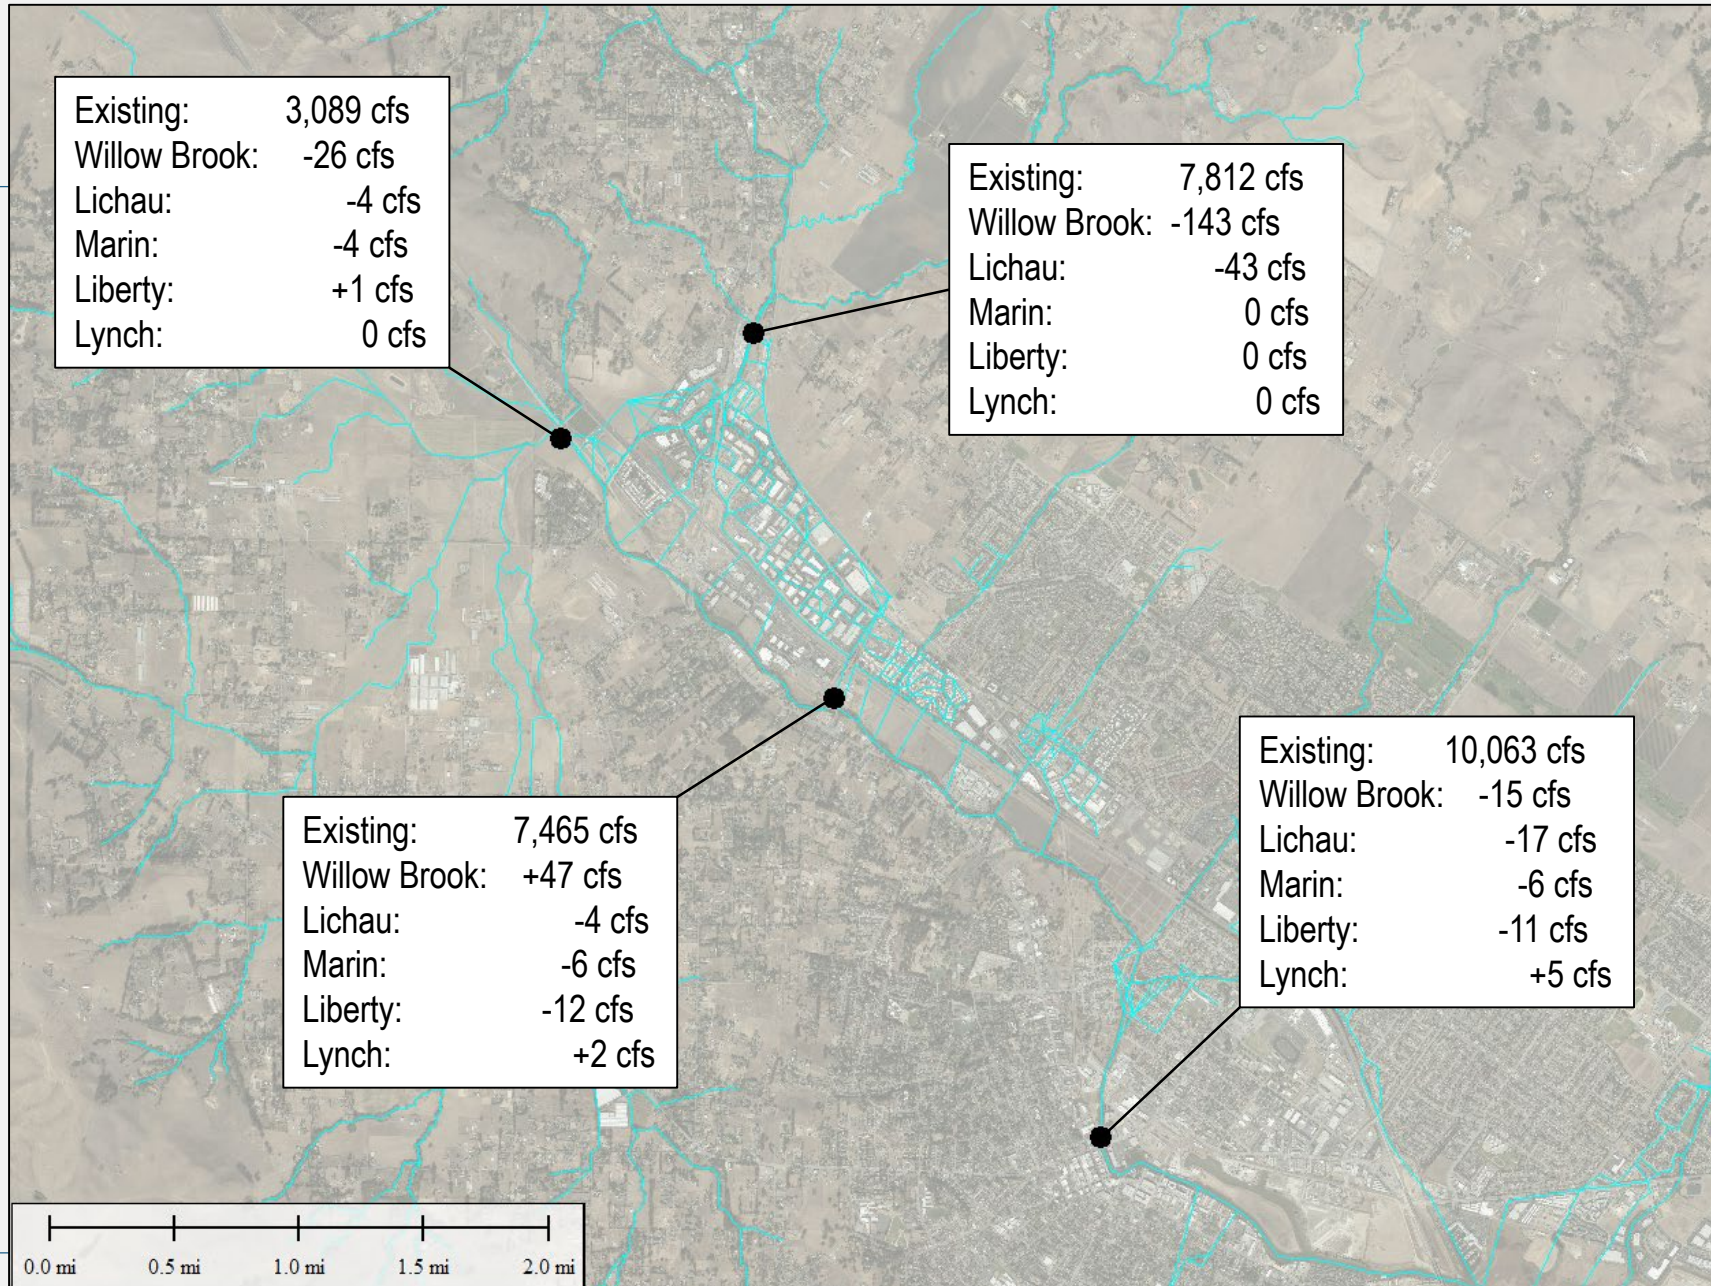 Existing: 3,089 cfs
Willow Brook: -26 cfs
Lichau: -4 cfs
Marin: -4 cfs
Liberty: +1 cfs
Lynch: 0 cfs
Existing: 7,812 cfs
Willow Brook: -143 cfs
Lichau: -43 cfs
Marin: 0 cfs
Liberty: 0 cfs
Lynch: 0 cfs
Existing: 7,465 cfs
Willow Brook: +47 cfs
Lichau: -4 cfs
Marin: -6 cfs
Liberty: -12 cfs
Lynch: +2 cfs
Existing: 10,063 cfs
Willow Brook: -15 cfs
Lichau: -17 cfs
Marin: -6 cfs
Liberty: -11 cfs
Lynch: +5 cfs
0.0 mi 0.5 mi 1.0 mi 1.5 mi 2.0 mi